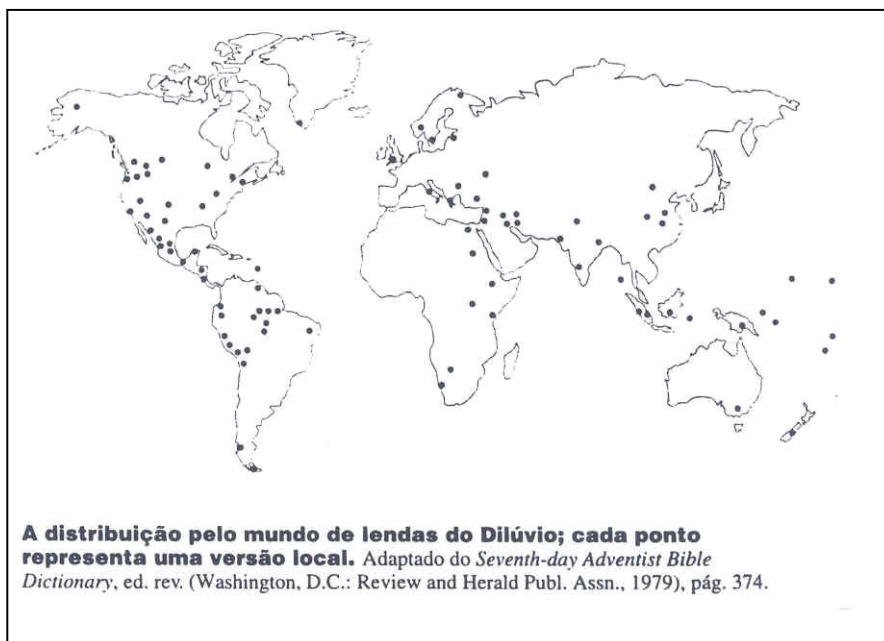 A distribuição pelo mundo de lendas do Dilúvio; cada ponto
representa uma versão local. Adaptado do Seventh-day Adventist Bible
Dictionary, ed. rev. (Washington, D.C.: Review and Herald Publ. Assn., 1979), pág. 374.